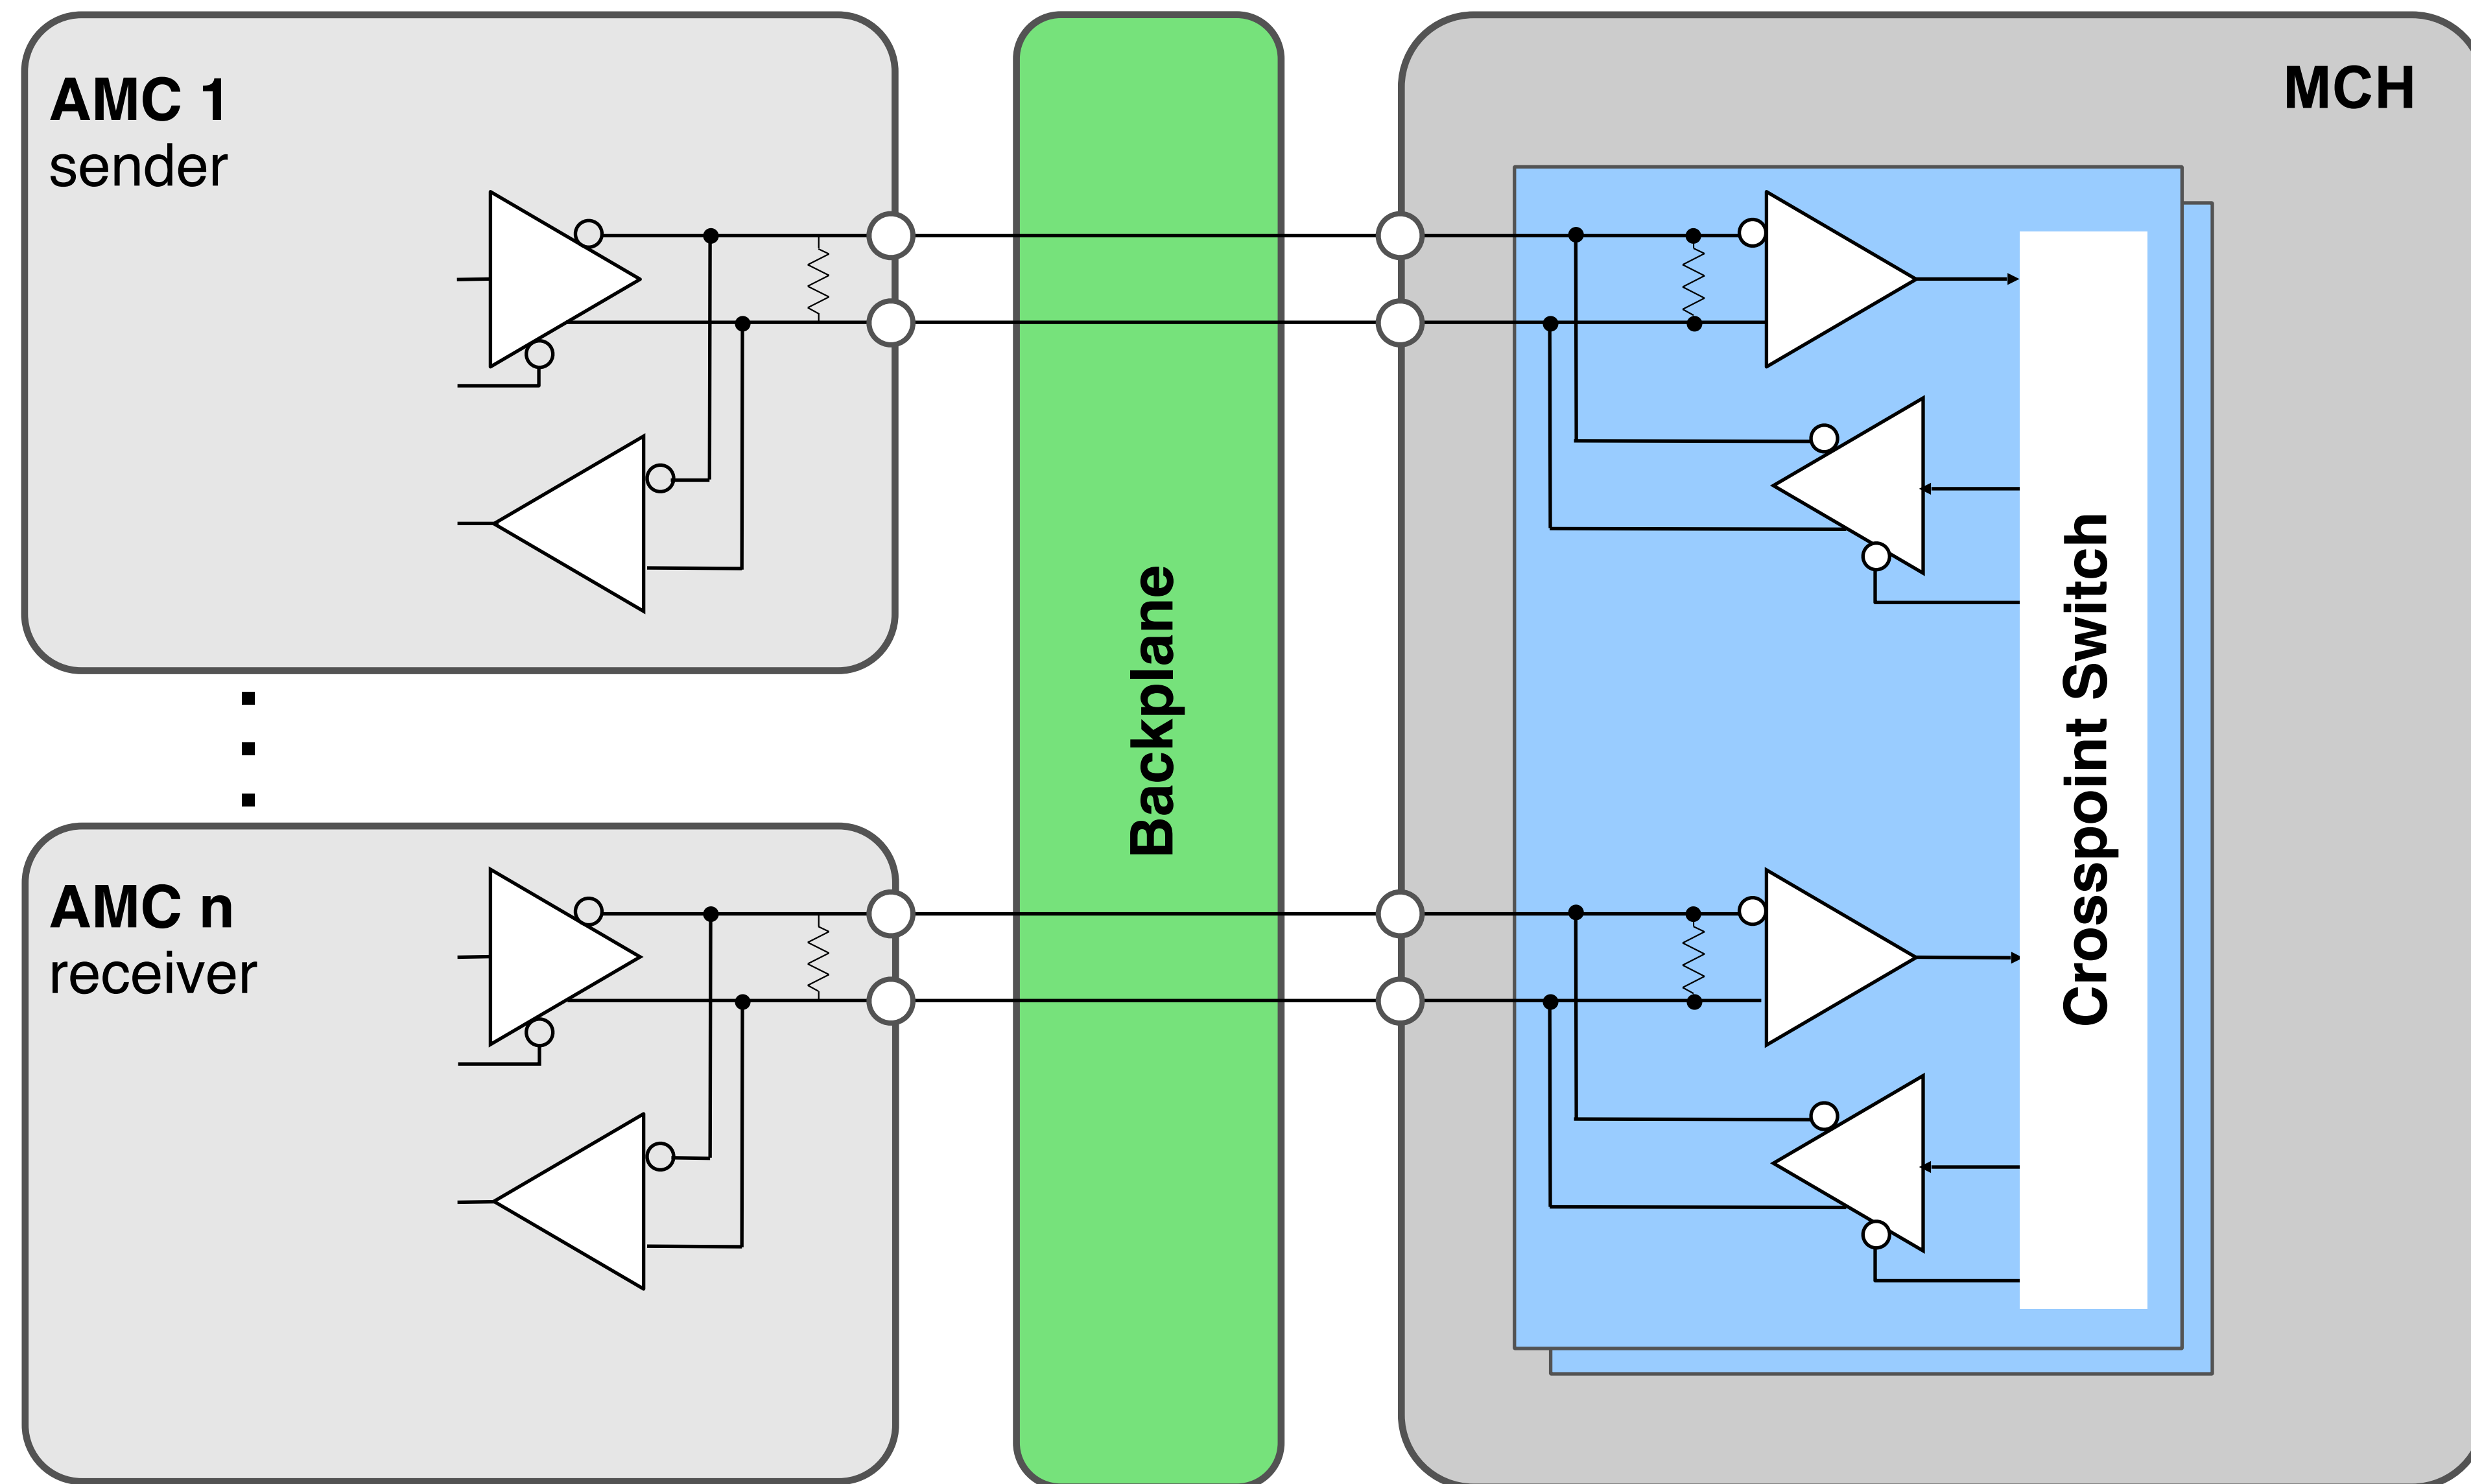 AMC 1
sender
MCH
Backplane
Crosspoint Switch
AMC n
receiver